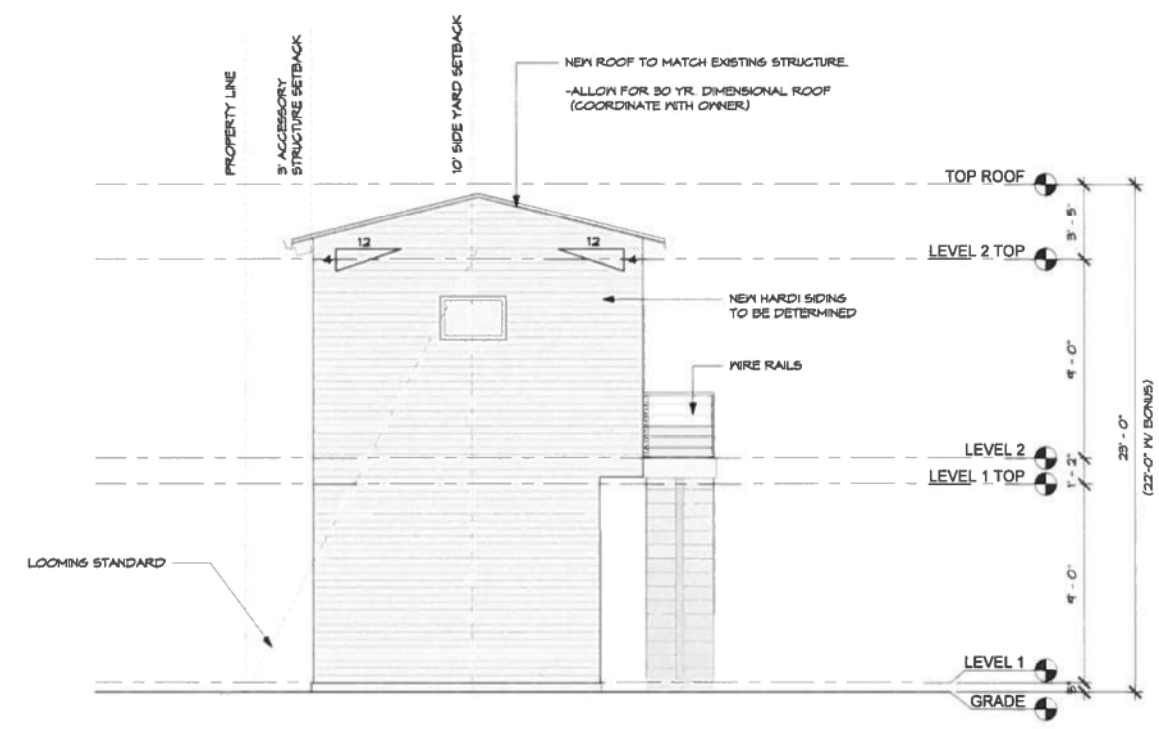 PROPERTY LINE
3' ACCESSORY
STRUCTURE SETBACK
10' SIDE YARD SETBACK
NEW ROOF TO MATCH EXISTING STRUCTURE.
-ALLOW FOR 30 YR. DIMENSIONAL ROOF
(COORDINATE WITH OWNER)
TOP ROOF
3' - 5"
12
12
4
4
LEVEL 2 TOP
NEW HARDI SIDING
TO BE DETERMINED
9' - 0"
WIRE RAILS
23' - 0"
(22'-0" W/ BONUS)
LEVEL 2
1' - 2"
LEVEL 1 TOP
LOOMING STANDARD
9' - 0"
LEVEL 1
5"
GRADE